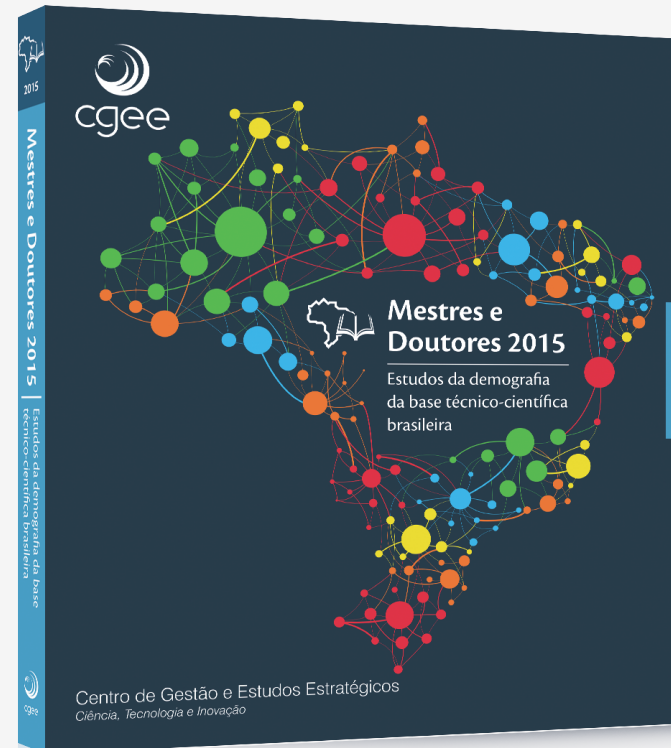 2015
Mestres e Doutores 2015
Estudos da demografia da base
técnico-científica brasileira
cgee
cgee
Mestres e
Doutores 2015
Estudos da demografia
da base técnico-científica
brasileira
Centro de Gestão e Estudos Estratégicos
Ciência, Tecnologia e Inovação